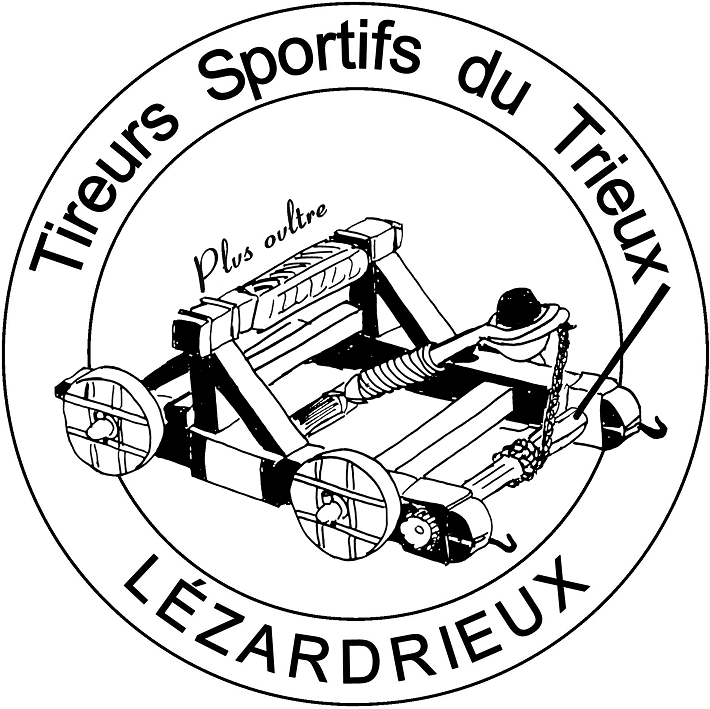 Tireurs Sportifs du Trieux
Plus oultre
LÉZARDRIEUX